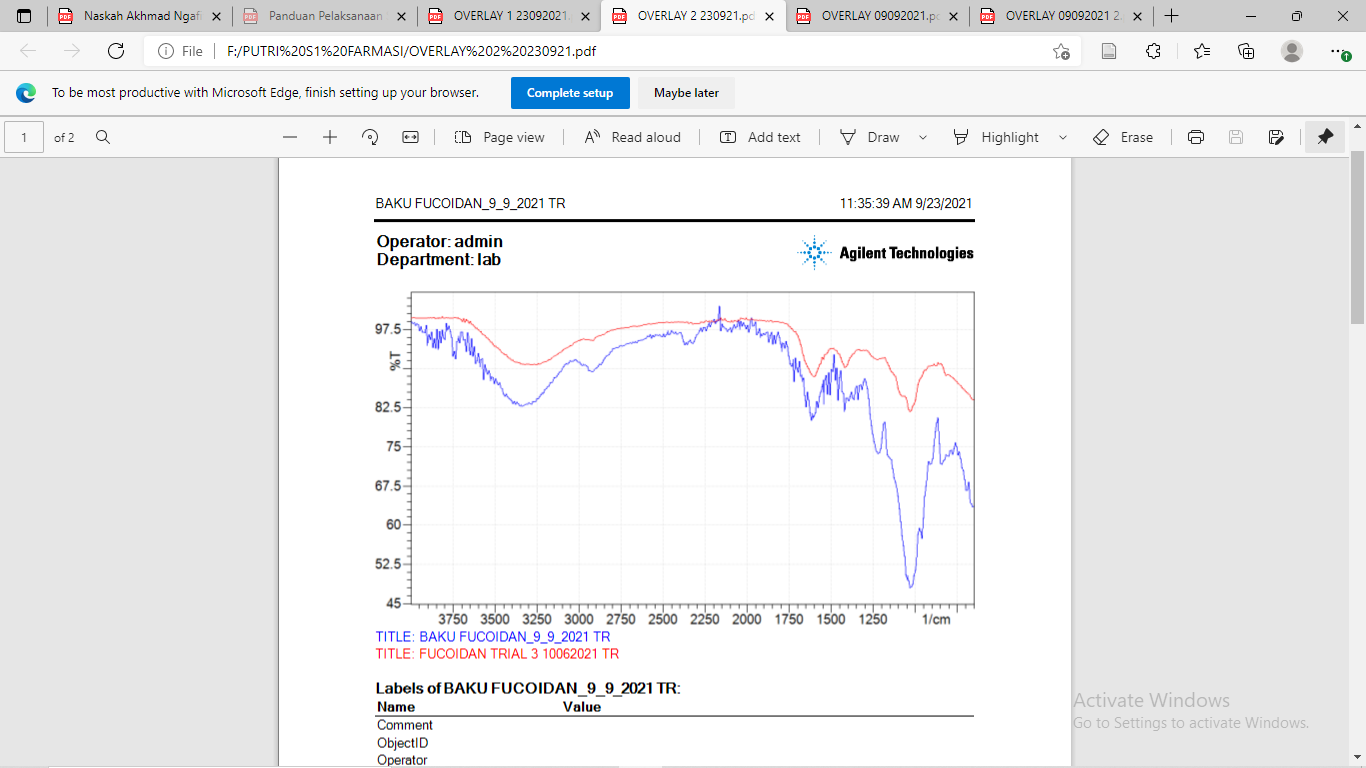 Naskah Akhmad Ngafi
Panduan Pelaksanaan
OVERLAY 1 23092021.
OVERLAY 2 230921.pd
OVERLAY 09092021.pd
OVERLAY 09092021 2.
File
F:/PUTRI%20S1%20FARMASI/OVERLAY%202%20230921.pdf
To be most productive with Microsoft Edge, finish setting up your browser.
Complete setup
Maybe later
1 of 2
Page view
Read aloud
Add text
Draw
Highlight
Erase
BAKU FUCOIDAN_9_9_2021 TR
11:35:39 AM 9/23/2021
Operator: admin
Department: lab
Agilent Technologies
97.5
%T
82.5
75
67.5
60
52.5
45
3750 3500 3250 3000 2750 2500 2250 2000 1750 1500 1250 1/cm
TITLE: BAKU FUCOIDAN_9_9_2021 TR
TITLE: FUCOIDAN TRIAL 3 10062021 TR
Labels of BAKU FUCOIDAN_9_9_2021 TR:
Name Value
Comment
ObjectID
Operator
Activate Windows
Go to Settings to activate Windows.